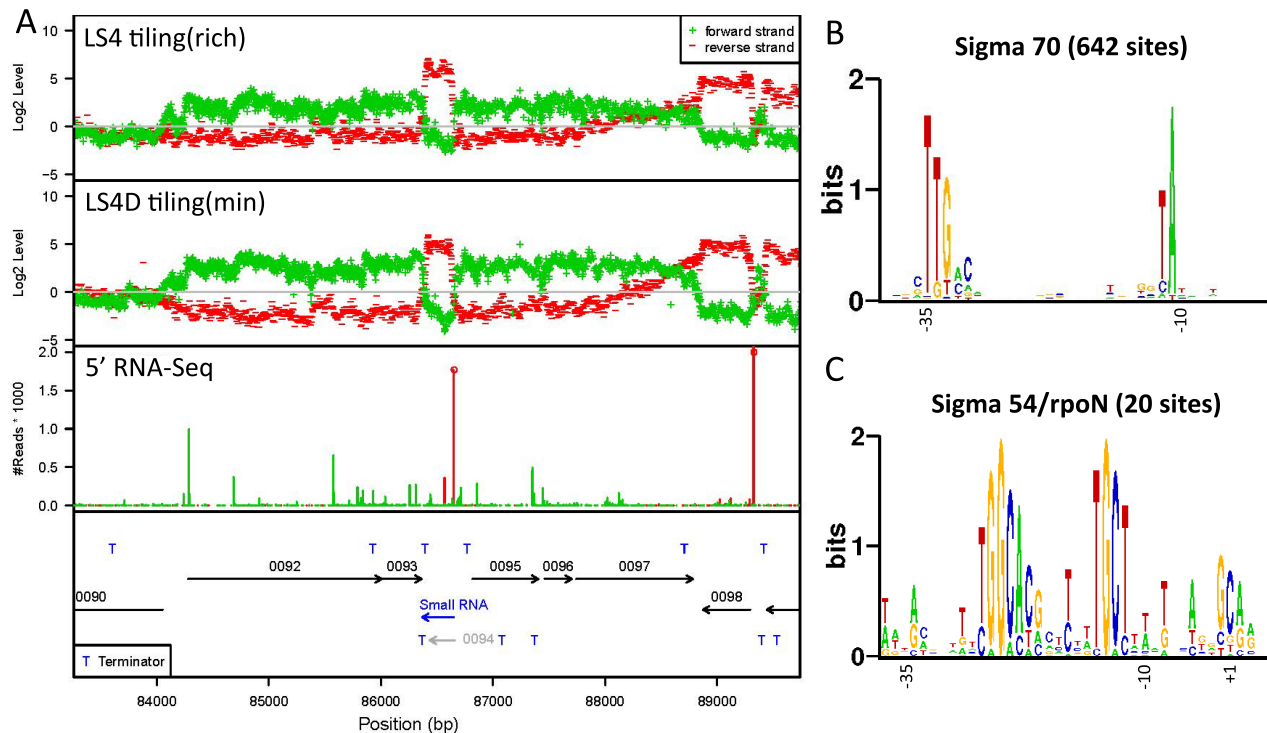 A
LS4 tiling(rich)
+ forward strand
- reverse strand
Log2 Level
10
5
0
−5
LS4D tiling(min)
Log2 Level
10
5
0
−5
5’ RNA-Seq
#Reads * 1000
2.0
1.5
1.0
0.5
0.0
T T T T T
0092 0093 0095 0096 0097
0090 0098
Small RNA
T 0094 T T T T
T Terminator
84000 85000 86000 87000 88000 89000
Position (bp)
B
Sigma 70 (642 sites)
bits
2
1
0
-35 -10
C
Sigma 54/rpoN (20 sites)
bits
2
1
0
-35 -10 +1